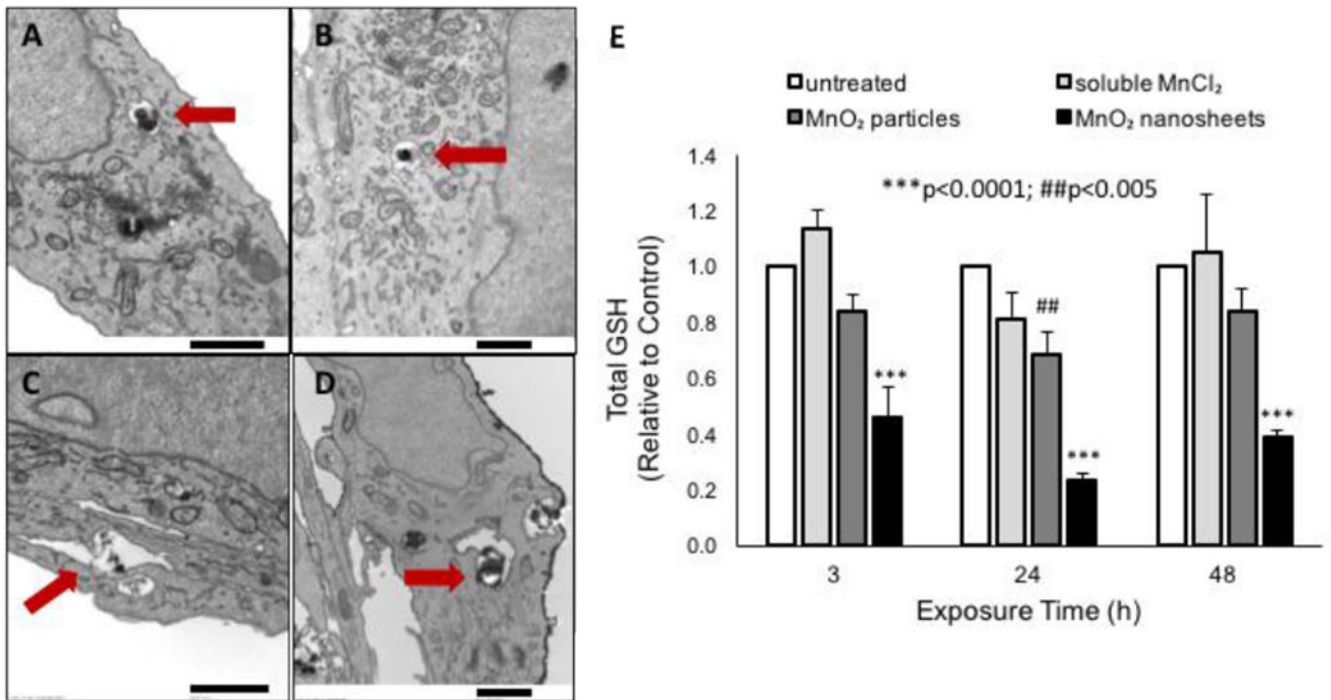 A
B
C
D
E
untreated
soluble MnCl₂
MnO₂ particles
MnO₂ nanosheets
***p<0.0001; ##p<0.005
Total GSH
(Relative to Control)
1.4
1.2
1.0
0.8
0.6
0.4
0.2
0.0
***
##
***
***
3
24
48
Exposure Time (h)